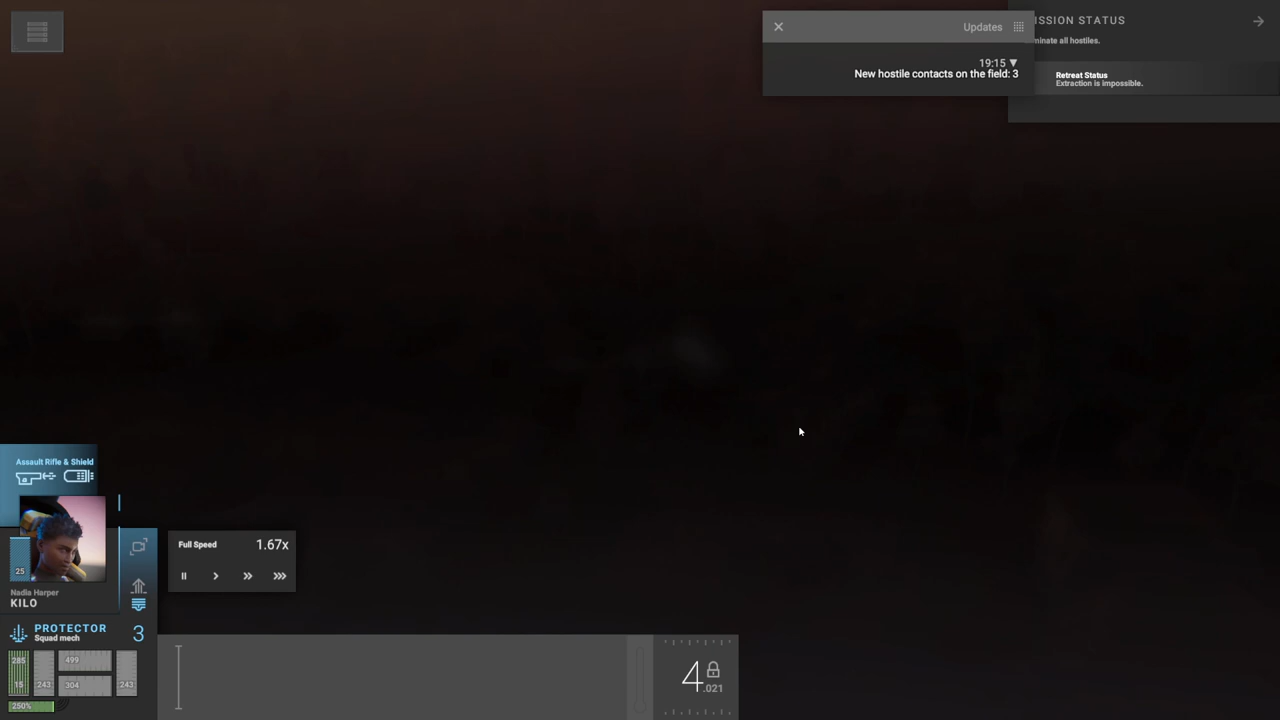 Updates
19:15
New hostile contacts on the field: 3
ISSION STATUS
minate all hostiles.
Retreat Status
Extraction is impossible.
Assault Rifle & Shield
25
Nadia Harper
KILO
PROTECTOR
Squad mech
3
285
15
243
499
304
243
250%
Full Speed
1.67x
4
.021